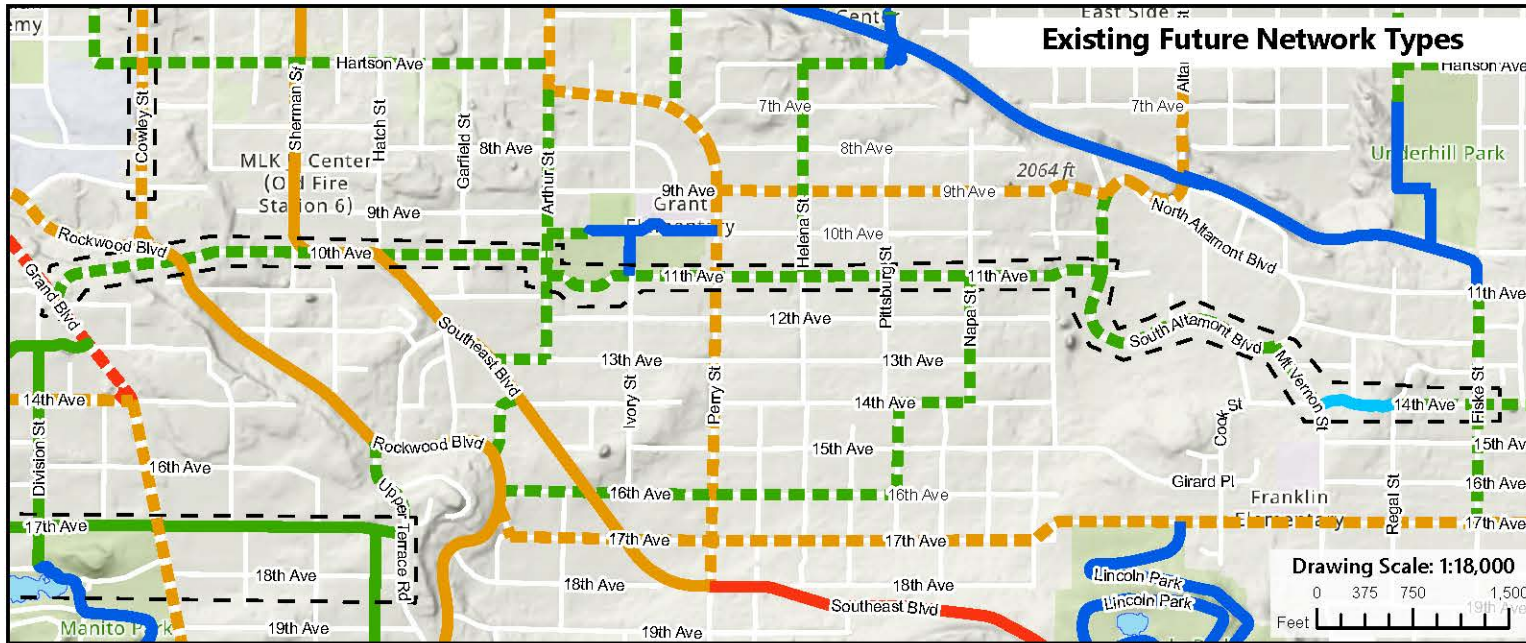 Existing Future Network Types
Center
East Side
emy
Hartson Ave
Hartson Ave
Cowley St
Sherman St
Hatch St
Garfield St
Arthur St
7th Ave
7th Ave
8th Ave
8th Ave
MLK
Center
(Old Fire
Station 6)
Underhill Park
2064 ft
9th Ave
9th Ave
9th Ave
Grant
Elementary
Helena St
North Altamont Blvd
Rockwood Blvd
10th Ave
10th Ave
Pittsburg St
Grand Blvd
11th Ave
11th Ave
11th Ave
12th Ave
Napa St
South Altamont Blvd
Southeast Blvd
13th Ave
13th Ave
Ivory St
Perry St
Mt Vernon St
Fiske St
14th Ave
14th Ave
14th Ave
Cook St
Division St
Rockwood Blvd
15th Ave
15th Ave
16th Ave
Upper Terrace Rd
16th Ave
16th Ave
Girard Pl
Regal St
16th Ave
Franklin
Elementary
17th Ave
17th Ave
17th Ave
17th Ave
18th Ave
18th Ave
18th Ave
Lincoln Park
Lincoln Park
Southeast Blvd
Manito Park
19th Ave
19th Ave
19th Ave
Drawing Scale: 1:18,000
0 375 750 1,500
Feet